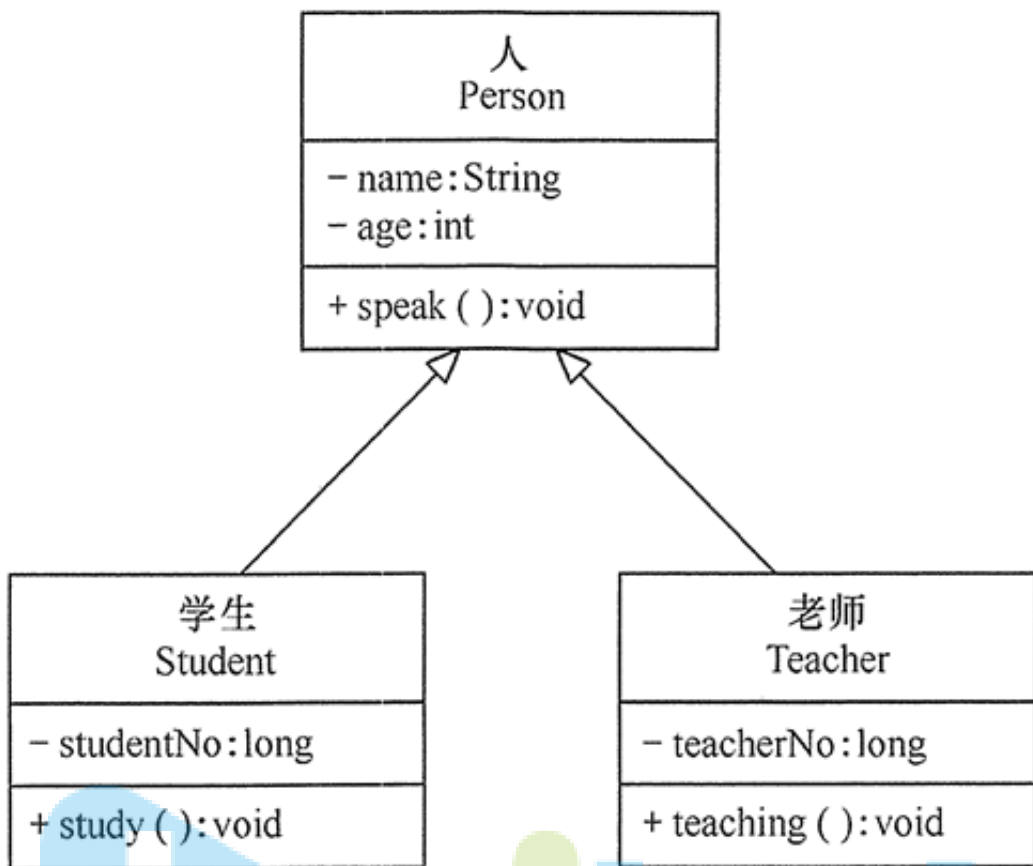 人
Person
- name:String
- age:int
+ speak ( ):void
学生
Student
- studentNo:long
+ study ( ):void
老师
Teacher
- teacherNo:long
+ teaching ( ):void